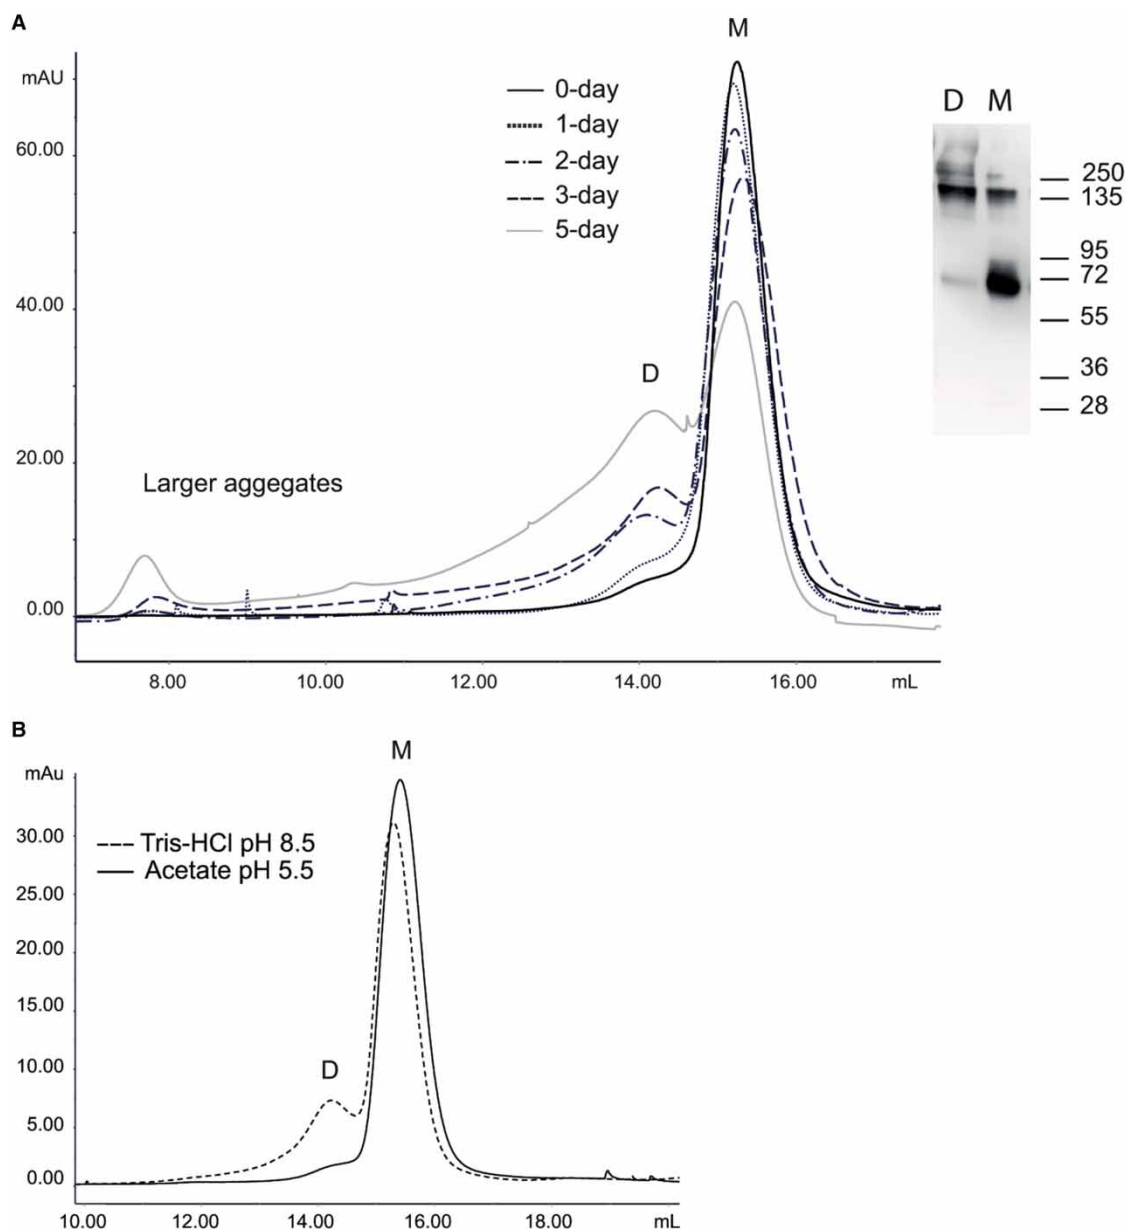 A
M
mAU
0-day
1-day
2-day
3-day
5-day
60.00
40.00
20.00
0.00
D
Larger aggegates
8.00 10.00 12.00 14.00 16.00 mL
D M
250
135
95
72
55
36
28
B
M
mAu
Tris-HCl pH 8.5
Acetate pH 5.5
30.00
25.00
20.00
15.00
10.00
5.00
0.00
D
10.00 12.00 14.00 16.00 18.00 mL